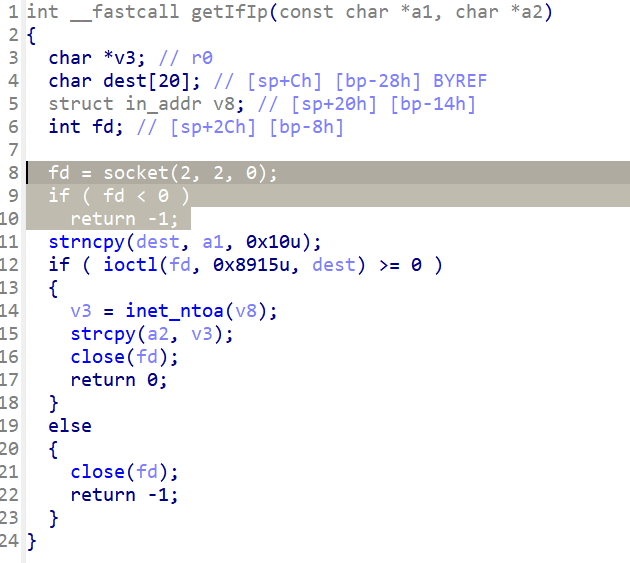 1 int __fastcall getIfIp(const char *a1, char *a2)
2 {
3   char *v3; // r0
4   char dest[20]; // [sp+Ch] [bp-28h] BYREF
5   struct in_addr v8; // [sp+20h] [bp-14h]
6   int fd; // [sp+2Ch] [bp-8h]
7
8   fd = socket(2, 2, 0);
9   if ( fd < 0 )
10     return -1;
11   strncpy(dest, a1, 0x10u);
12   if ( ioctl(fd, 0x8915u, dest) >= 0 )
13   {
14     v3 = inet_ntoa(v8);
15     strcpy(a2, v3);
16     close(fd);
17     return 0;
18   }
19   else
20   {
21     close(fd);
22     return -1;
23   }
24 }